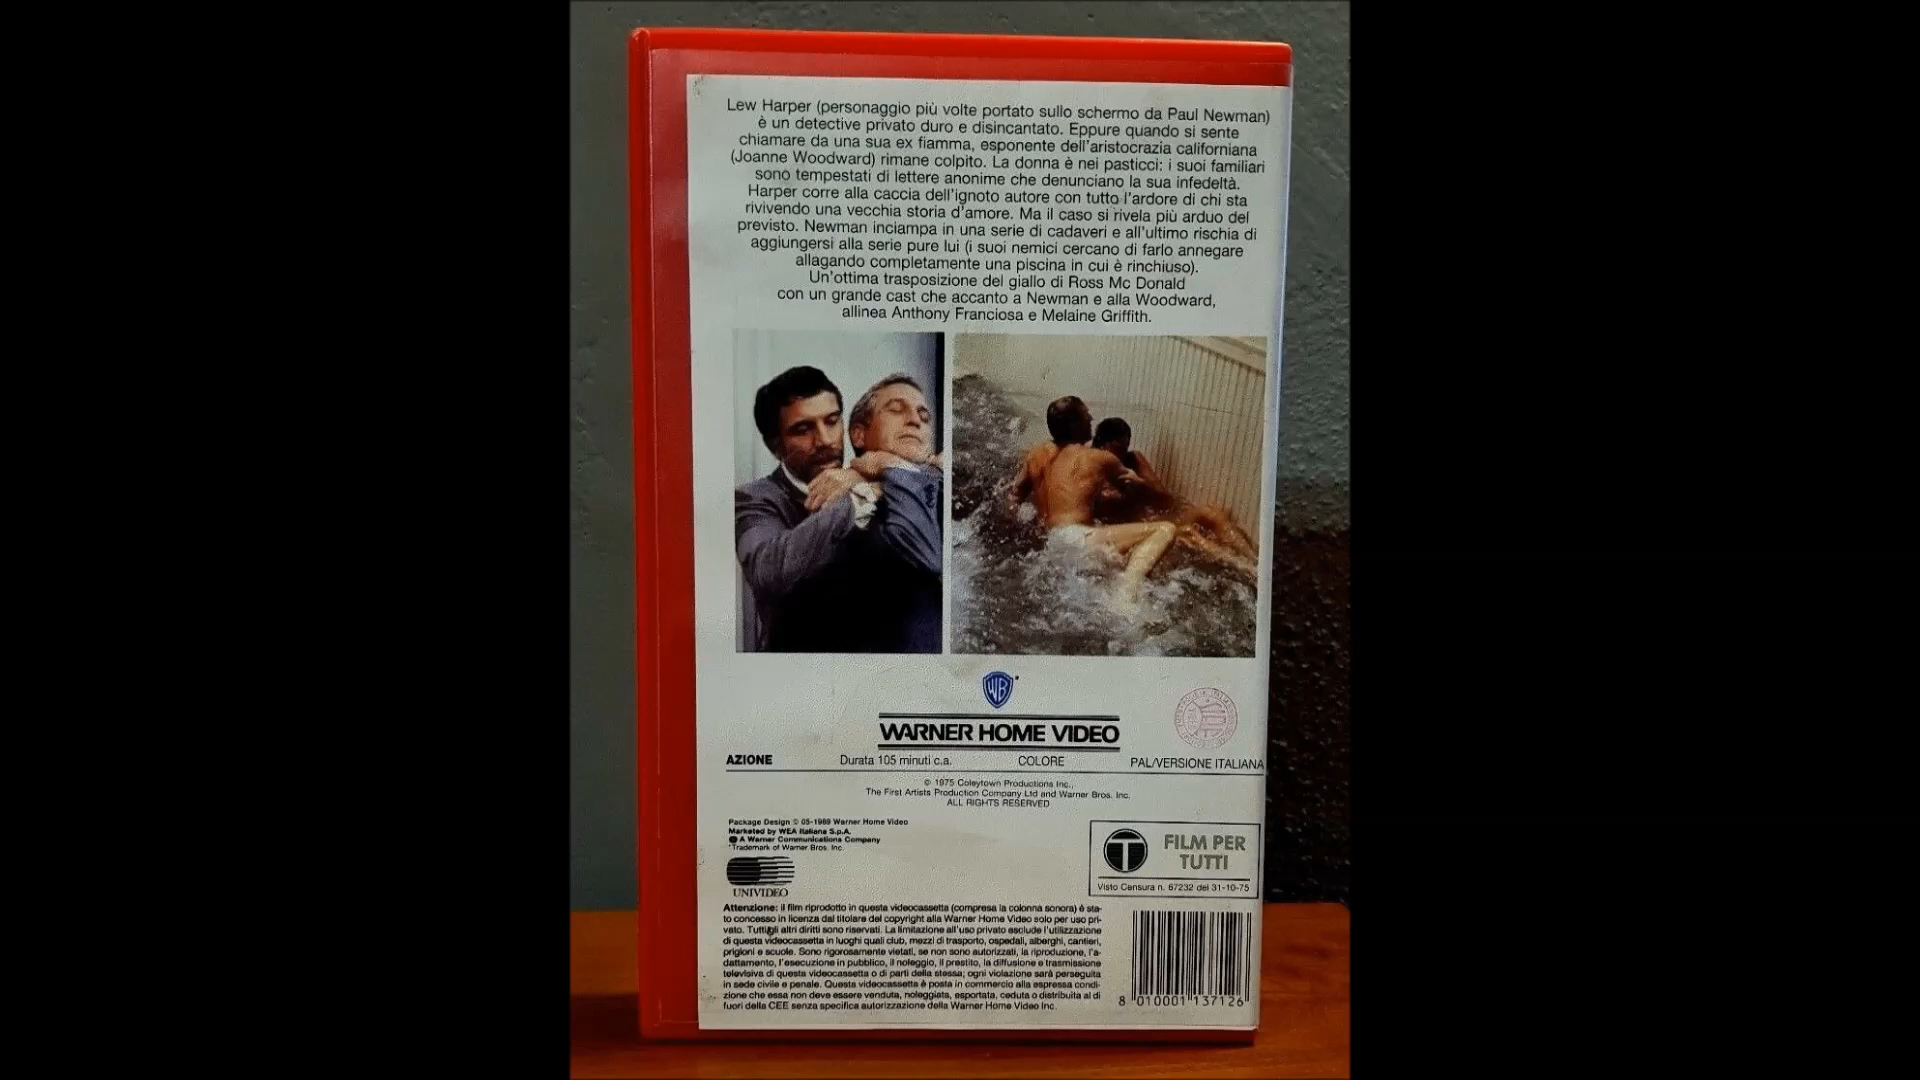 Lew Harper (personaggio più volte portato sullo schermo da Paul Newman)
è un detective privato duro e disincantato. Eppure quando si sente
chiamare da una sua ex fiamma, esponente dell'aristocrazia californiana
(Joanne Woodward) rimane colpito. La donna è nei pasticci: i suoi familiari
sono tempestati di lettere anonime che denunciano la sua infedeltà.
Harper corre alla caccia dell'ignoto autore con tutto l'ardore di chi sta
rivivendo una vecchia storia d'amore. Ma il caso si rivela più arduo del
previsto. Newman inciampa in una serie di cadaveri e all'ultimo rischia di
aggiungersi alla serie pure lui (i suoi nemici cercano di farlo annegare
allagando completamente una piscina in cui è rinchiuso).
Un'ottima trasposizione del giallo di Ross Mc Donald
con un grande cast che accanto a Newman e alla Woodward,
allinea Anthony Franciosa e Melaine Griffith.
WB
WARNER HOME VIDEO
AZIONE Durata 105 minuti c.a. COLORE PAL/VERSIONE ITALIANA
© 1975 Coleytown Productions Inc.,
The First Artists Production Company Ltd and Warner Bros. Inc.
ALL RIGHTS RESERVED
Package Design © 05-1989 Warner Home Video
Marketed by WEA Italiana S.p.A.
A Warner Communications Company
*Trademark of Warner Bros. Inc.
UNIVIDEO
T FILM PER
TUTTI
Visto Censura n. 67232 del 31-10-75
Attenzione: il film riprodotto in questa videocassetta (compresa la colonna sonora) è sta-
to concesso in licenza dal titolare del copyright alla Warner Home Video solo per uso pri-
vato. Tutti gli altri diritti sono riservati. La limitazione all'uso privato esclude l'utilizzazione
di questa videocassetta in luoghi quali club, mezzi di trasporto, ospedali, alberghi, cantieri,
prigioni e scuole. Sono rigorosamente vietati, se non sono autorizzati, la riproduzione, l'a-
dattamento, l'esecuzione in pubblico, il noleggio, il prestito, la diffusione e trasmissione
televisiva di questa videocassetta o di parti della stessa; ogni violazione sarà perseguita
in sede civile e penale. Questa videocassetta è posta in commercio alla espressa condi-
zione che essa non deve essere venduta, noleggiata, esportata, ceduta o distribuita al di
fuori della CEE senza specifica autorizzazione della Warner Home Video Inc.
8 010001 137126